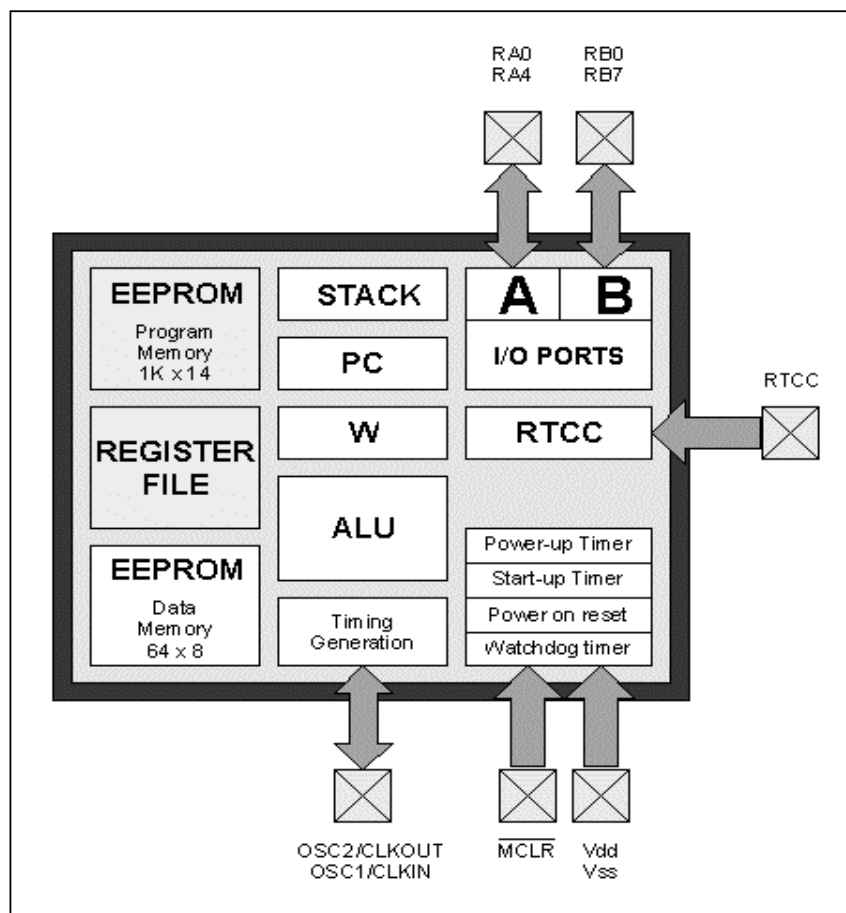 RA0
RA4
RB0
RB7
EEPROM
Program
Memory
1K x 14
STACK
A
B
I/O PORTS
PC
RTCC
REGISTER
FILE
W
RTCC
ALU
EEPROM
Data
Memory
64 x 8
Timing
Generation
Power-up Timer
Start-up Timer
Power on reset
Watchdog timer
OSC2/CLKOUT
OSC1/CLKIN
MCLR
Vdd
Vss